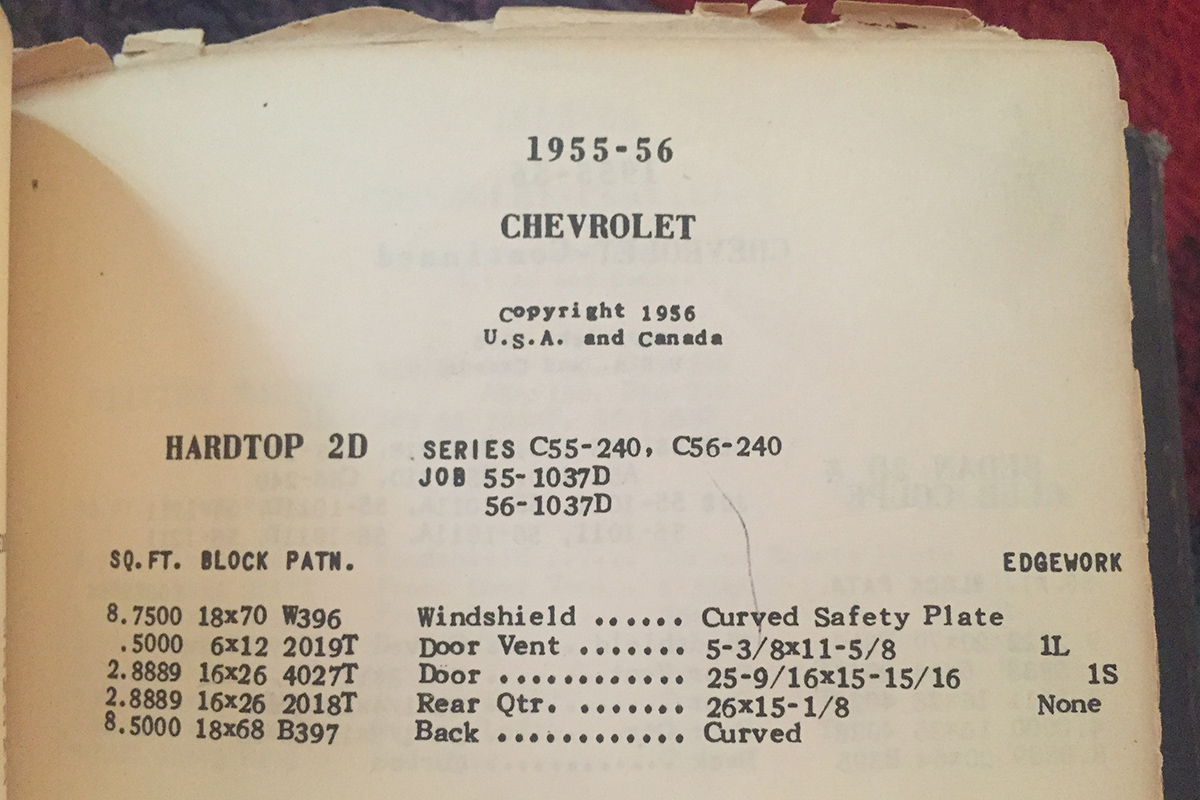 1955-56
CHEVROLET
Copyright 1956
U.S.A. and Canada
HARDTOP 2D SERIES C55-240, C56-240
JOB 55-1037D
56-1037D
SQ.FT. BLOCK PATN. EDGEWORK
8.7500 18x70 W396 Windshield ...... Curved Safety Plate
.5000 6x12 2019T Door Vent ....... 5-3/8x11-5/8 1L
2.8889 16x26 4027T Door ............ 25-9/16x15-15/16 1S
2.8889 16x26 2018T Rear Qtr. ....... 26x15-1/8 None
8.5000 18x68 B397 Back ............ Curved